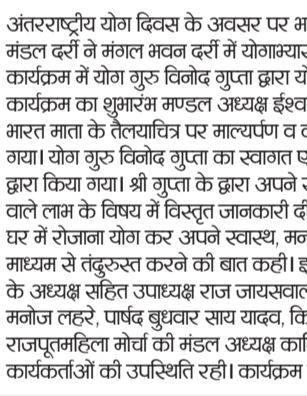 अंतरराष्ट्रीय योग दिवस के अवसर पर
मंडल दर्री ने मंगल भवन दर्री में
कार्यक्रम में योग गुरु विनोद गुप्ता द्वारा
कार्यक्रम का शुभारंभ मण्डल अध्यक्ष
भारत माता के तैलयाचित्र पर माल्यर्पण व
गया। योग गुरु विनोद गुप्ता का स्वागत
द्वारा किया गया। श्री गुप्ता के द्वारा अपने
वाले लाभ के विषय में विस्तृत जानकारी
घर में रोजाना योग कर अपने स्वास्थ,
माध्यम से तंदुरुस्त करने की बात कही।
के अध्यक्ष सहित उपाध्यक्ष राज जायसवाल
मनोज लहरे, पार्षद बुधवार साय यादव,
राजपूतमहिला मोर्चा की मंडल अध्यक्ष
कार्यकर्ताओं की उपस्थिति रही। कार्यक्रम